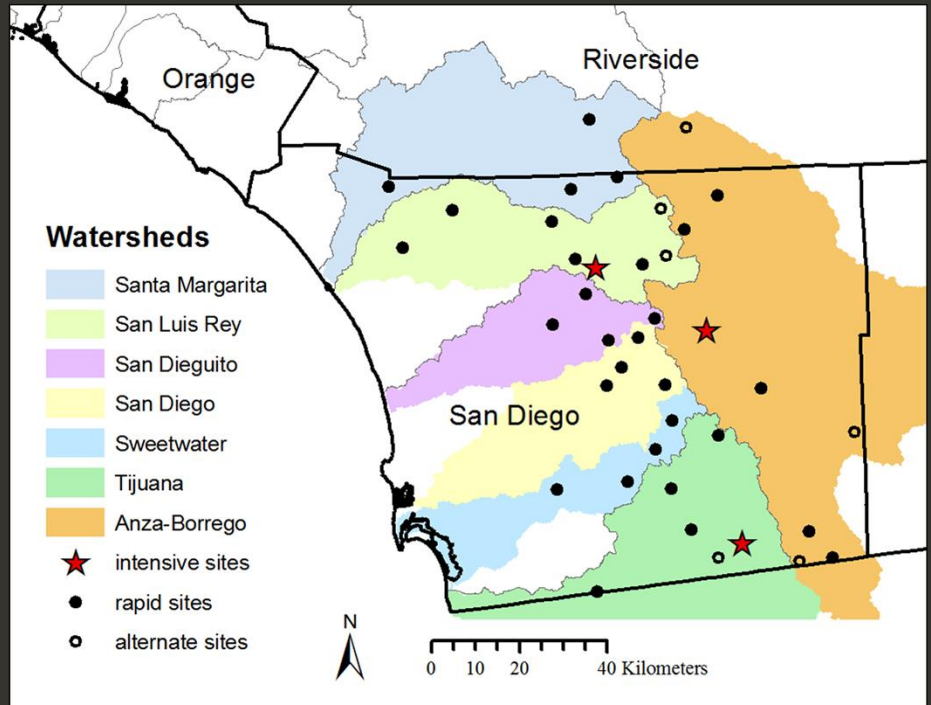 Riverside
Orange
Watersheds
Santa Margarita
San Luis Rey
San Dieguito
San Diego
San Diego
Sweetwater
Tijuana
Anza-Borrego
intensive sites
rapid sites
alternate sites
N
0 10 20 40 Kilometers